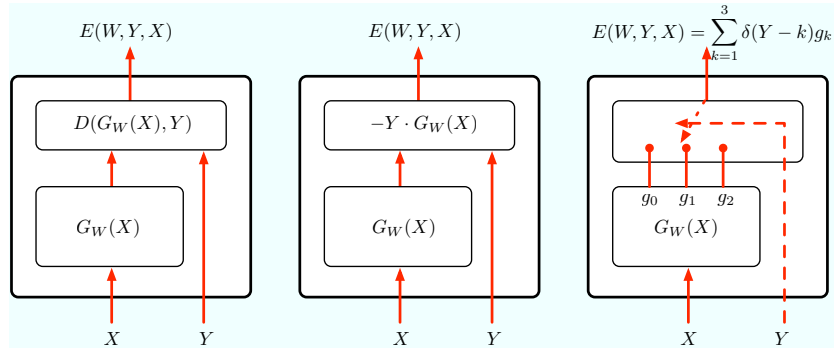 E(W, Y, X)
D(G_W(X), Y)
G_W(X)
X Y
E(W, Y, X)
−Y · G_W(X)
G_W(X)
X Y
E(W, Y, X) = ∑_{k=1}^{3} δ(Y − k)g_k
g_0 g_1 g_2
G_W(X)
X Y